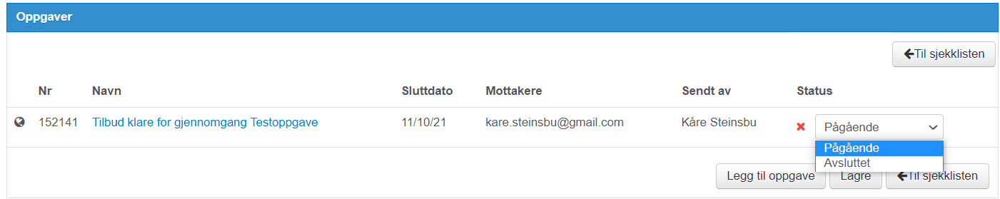 Oppgaver
Til sjekklisten
Nr Navn Sluttdato Mottakere Sendt av Status
152141 Tilbud klare for gjennomgang Testoppgave 11/10/21 kare.steinsbu@gmail.com Kåre Steinsbu Pågående
Pågående
Avsluttet
Legg til oppgave Lagre Til sjekklisten